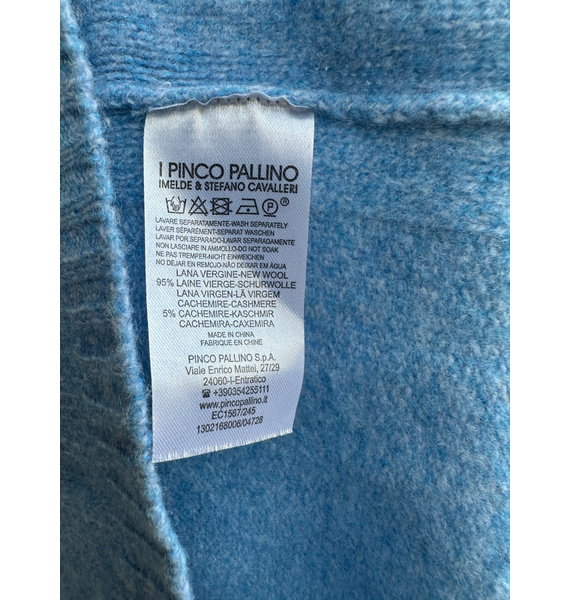 I PINCO PALLINO
IMELDE & STEFANO CAVALLERI
P ®
LAVARE SEPARATAMENTE-WASH SEPARATELY
LAVER SÉPARÉMENT-SEPARAT WASCHEN
LAVAR POR SEPARADO-LAVAR SEPARADAMENTE
NON LASCIARE IN AMMOLLO-DO NOT SOAK
NE PAS TREMPER-NICHT EINWEICHEN
NO DEJAR EN REMOJO-NÃO DEIXAR EM ÁGUA
LANA VERGINE-NEW WOOL
95% LAINE VIERGE-SCHURWOLLE
LANA VIRGEN-LÃ VIRGEM
CACHEMIRE-CASHMERE
5% CACHEMIRE-KASCHMIR
CACHEMIRA-CAXEMIRA
MADE IN CHINA
FABRIQUE EN CHINE
PINCO PALLINO S.p.A.
Viale Enrico Mattei, 27/29
24060-I-Entratico
☎ +390354255111
www.pincopallino.it
EC1567/245
1302168006/04728